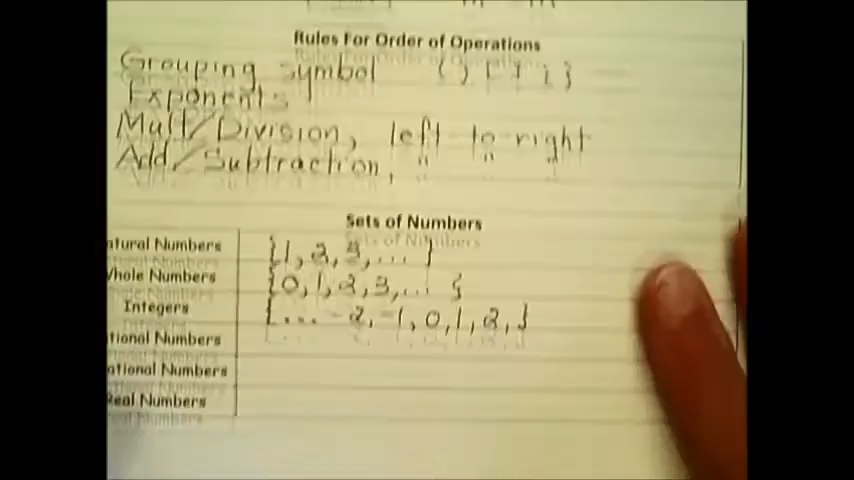 Rules For Order of Operations
Grouping symbol ( ) [ ] { }
Exponents
Mult/Division, left to right
Add/Subtraction, " " "
Sets of Numbers
atural Numbers {1, 2, 3, ... }
Whole Numbers {0, 1, 2, 3, ... }
Integers {... -2, -1, 0, 1, 2, }
tional Numbers
ational Numbers
Real Numbers